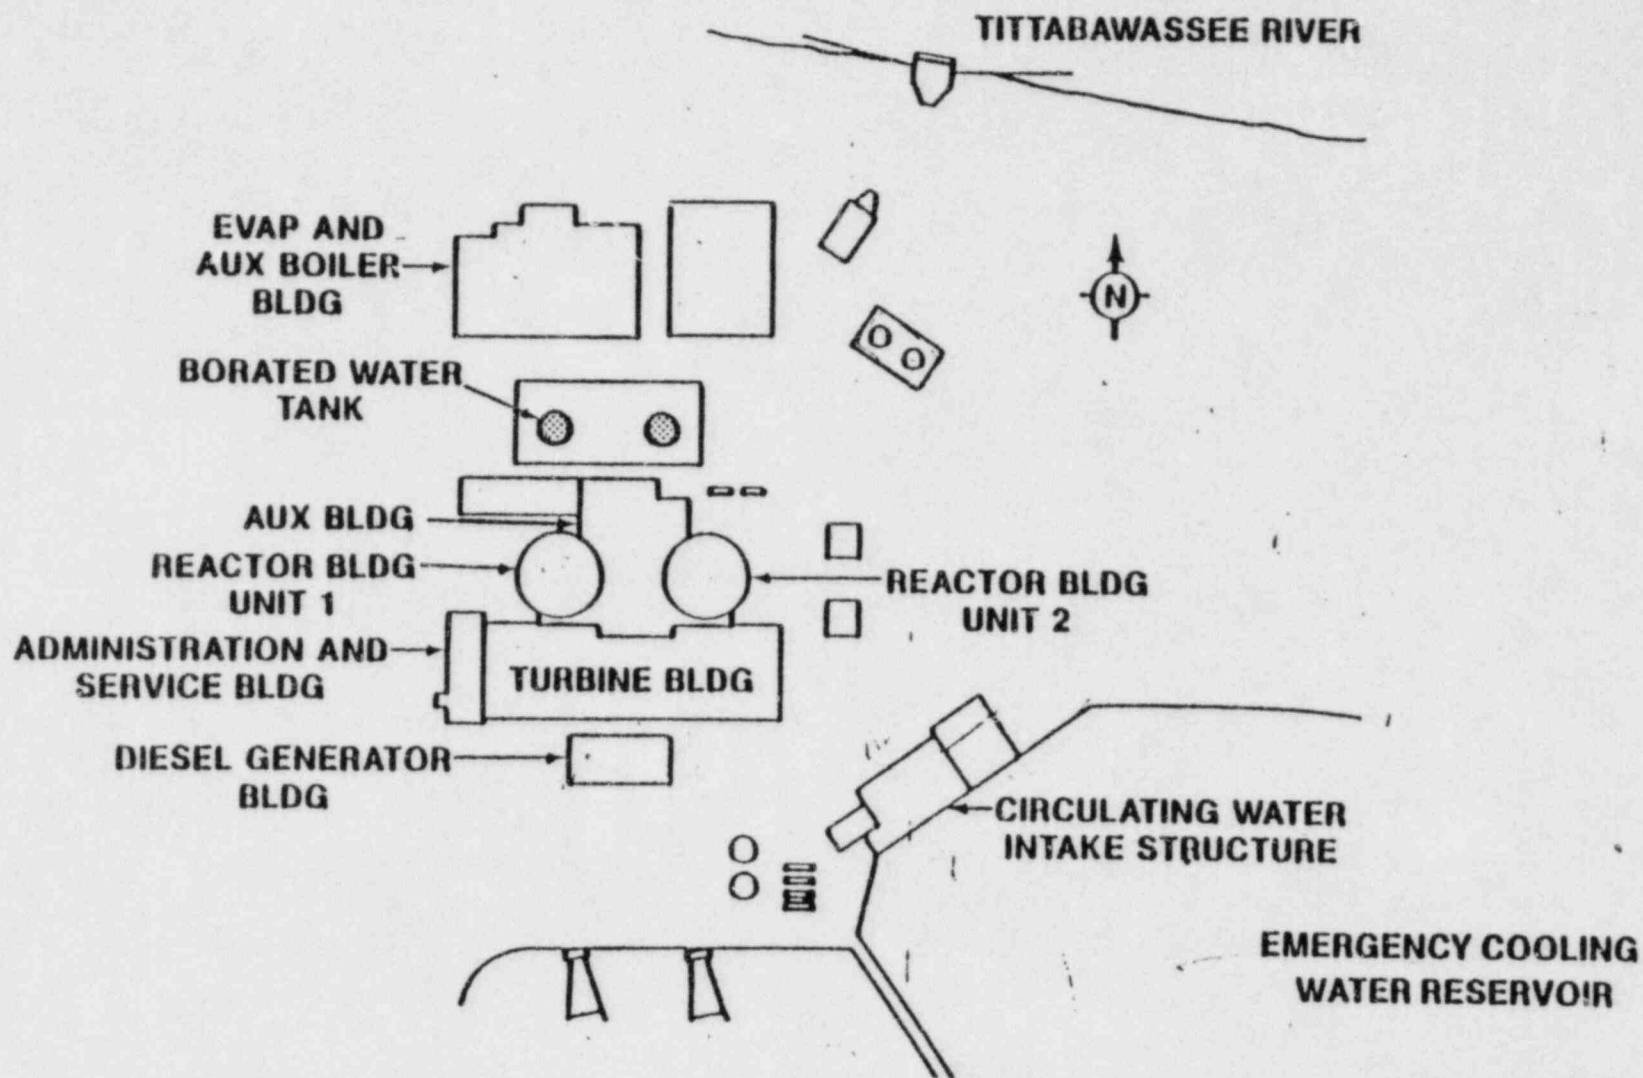 TITTABAWASSEE RIVER
EVAP AND
AUX BOILER
BLDG
N
BORATED WATER
TANK
AUX BLDG
REACTOR BLDG
UNIT 1
REACTOR BLDG
UNIT 2
ADMINISTRATION AND
SERVICE BLDG
TURBINE BLDG
DIESEL GENERATOR
BLDG
CIRCULATING WATER
INTAKE STRUCTURE
EMERGENCY COOLING
WATER RESERVOIR